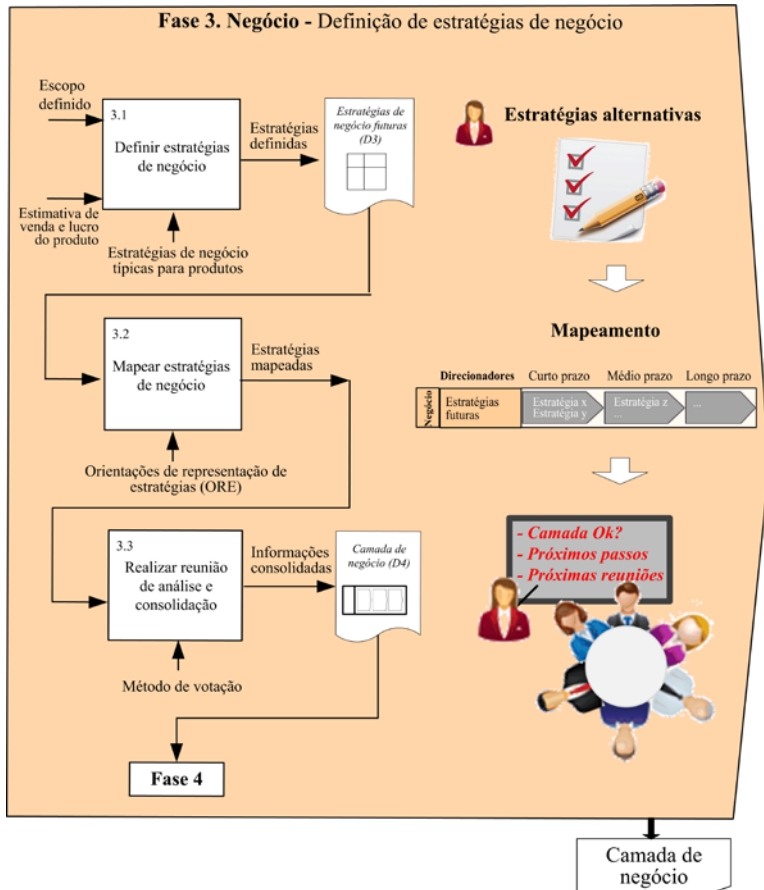 Fase 3. Negócio - Definição de estratégias de negócio
Escopo
definido
3.1
Definir estratégias
de negócio
Estratégias
definidas
Estratégias de
negócio futuras
(D3)
Estimativa de
venda e lucro
do produto
Estratégias de negócio
típicas para produtos
Estratégias alternativas
3.2
Mapear estratégias
de negócio
Estratégias
mapeadas
Orientações de representação de
estratégias (ORE)
Mapeamento
Direcionadores
Curto prazo
Médio prazo
Longo prazo
Negócio
Estratégias
futuras
Estratégia x
Estratégia y
Estratégia z
...
...
3.3
Realizar reunião
de análise e
consolidação
Informações
consolidadas
Camada de
negócio (D4)
Método de votação
- Camada Ok?
- Próximos passos
- Próximas reuniões
Fase 4
Camada de
negócio